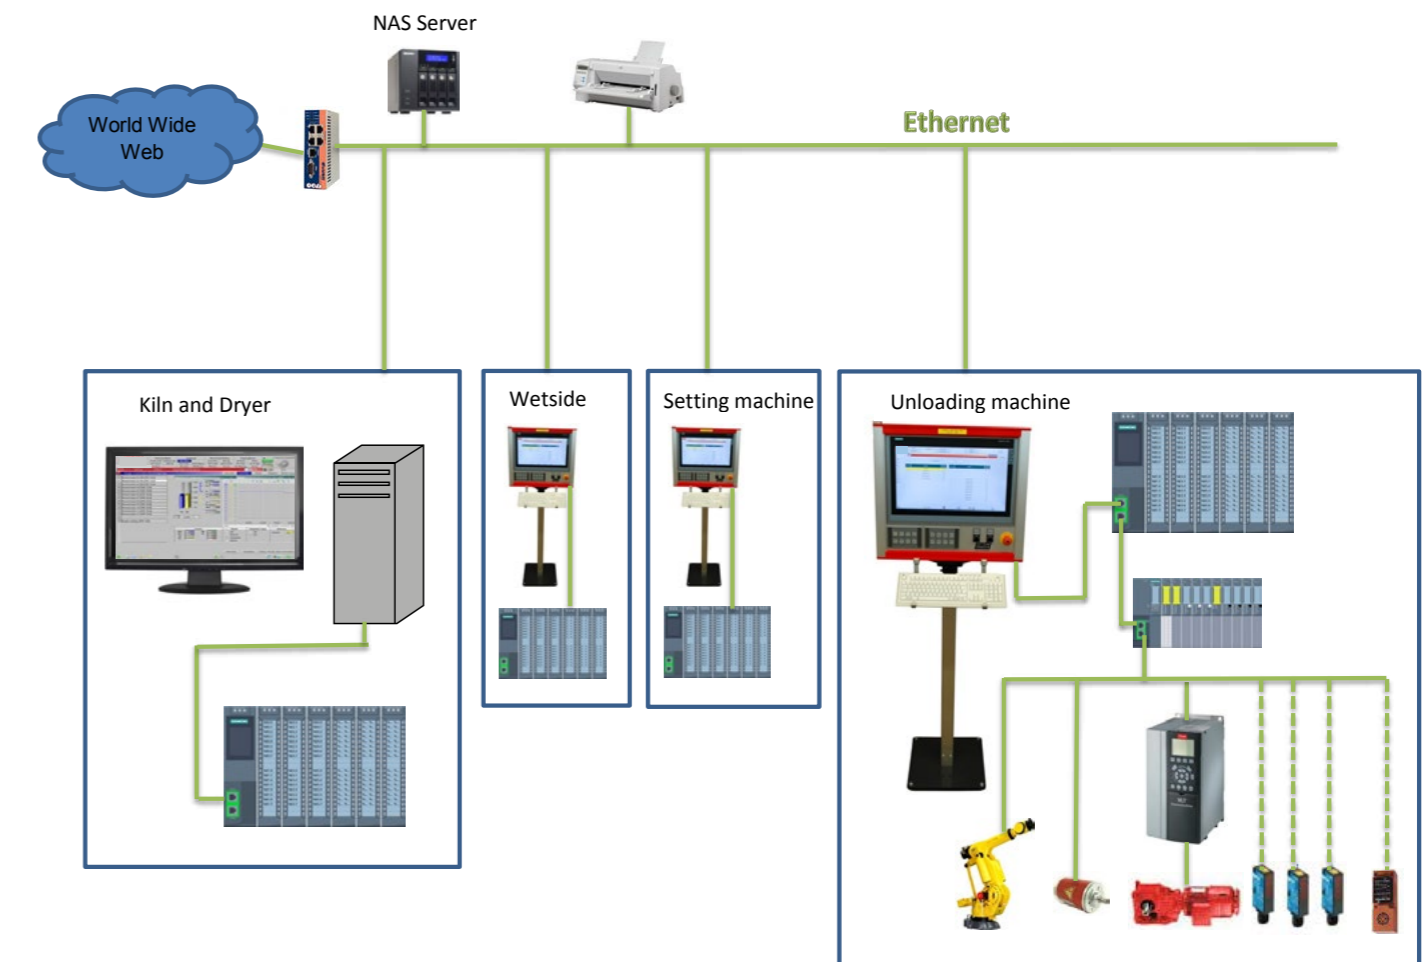 NAS Server
World Wide
Web
Ethernet
Kiln and Dryer
Wetside
Setting machine
Unloading machine